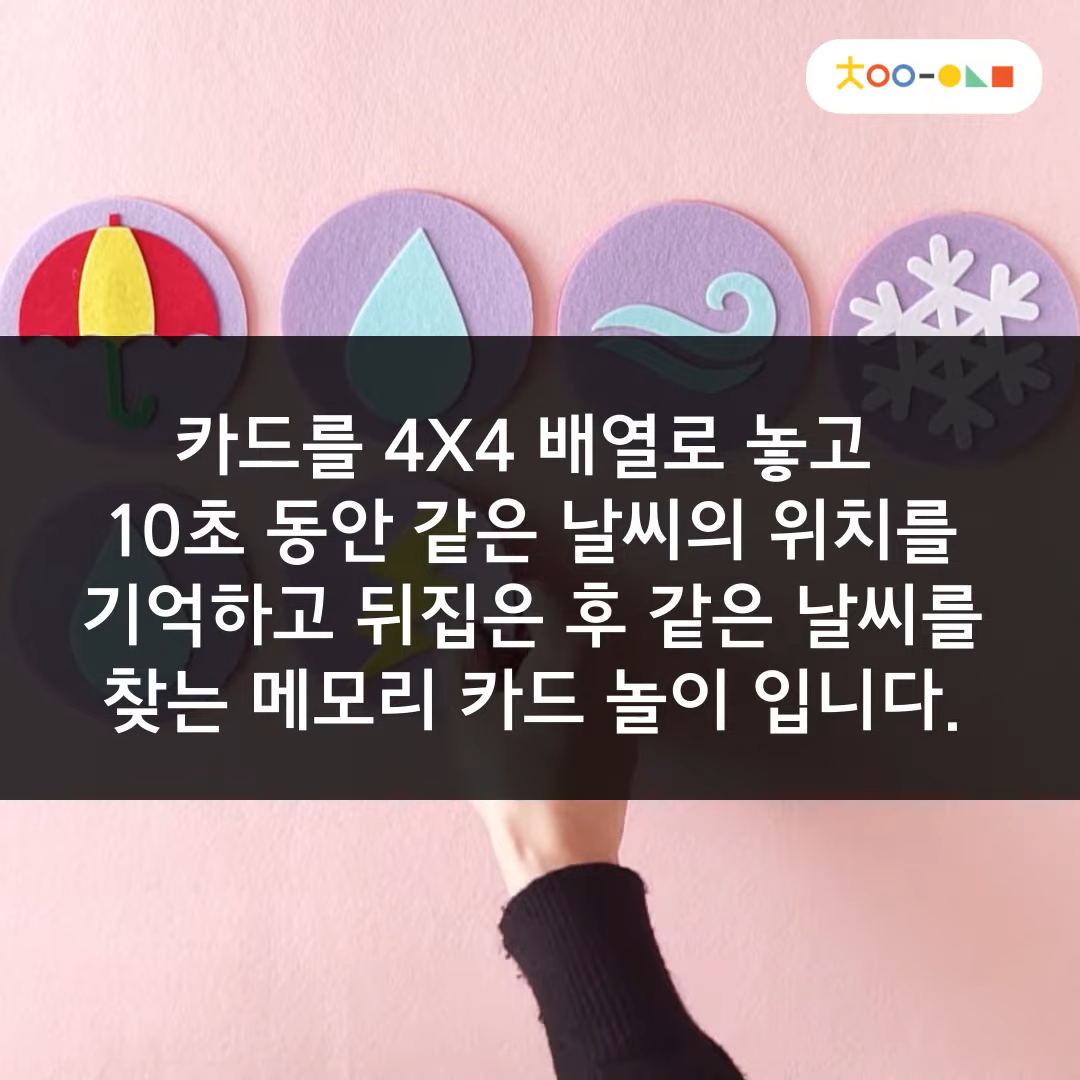 카드를 4X4 배열로 놓고
10초 동안 같은 날씨의 위치를
기억하고 뒤집은 후 같은 날씨를
찾는 메모리 카드 놀이 입니다.